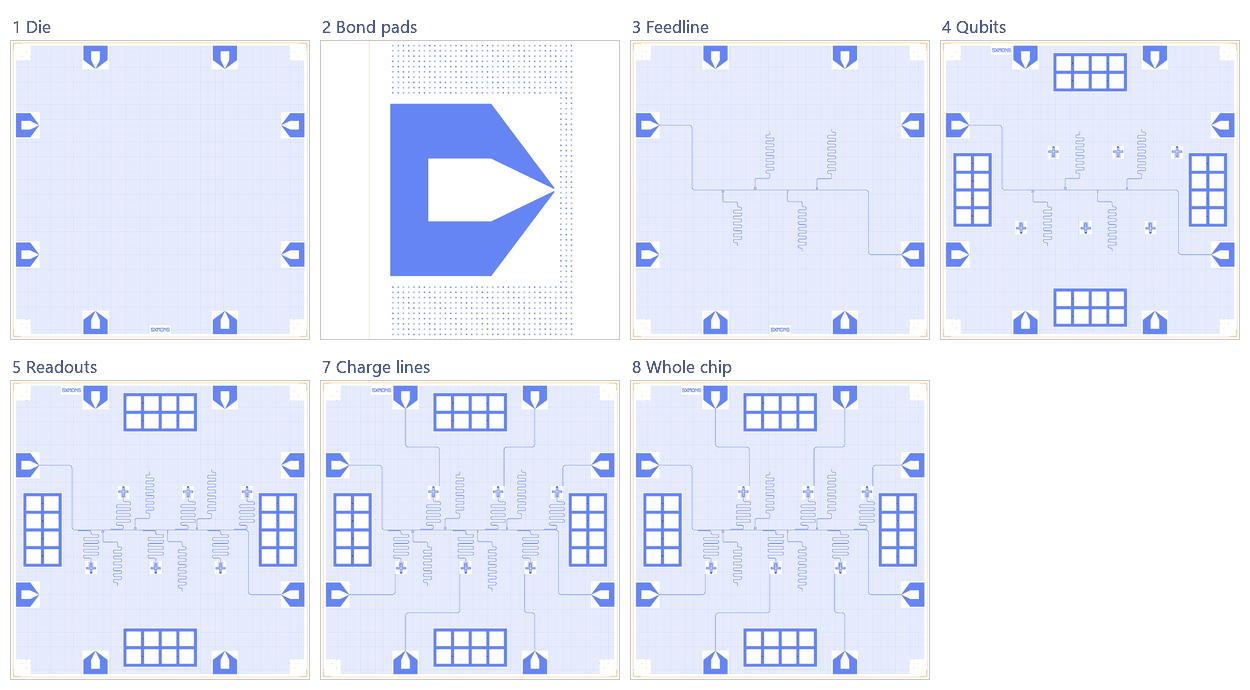 1 Die
2 Bond pads
3 Feedline
4 Qubits
5 Readouts
7 Charge lines
8 Whole chip